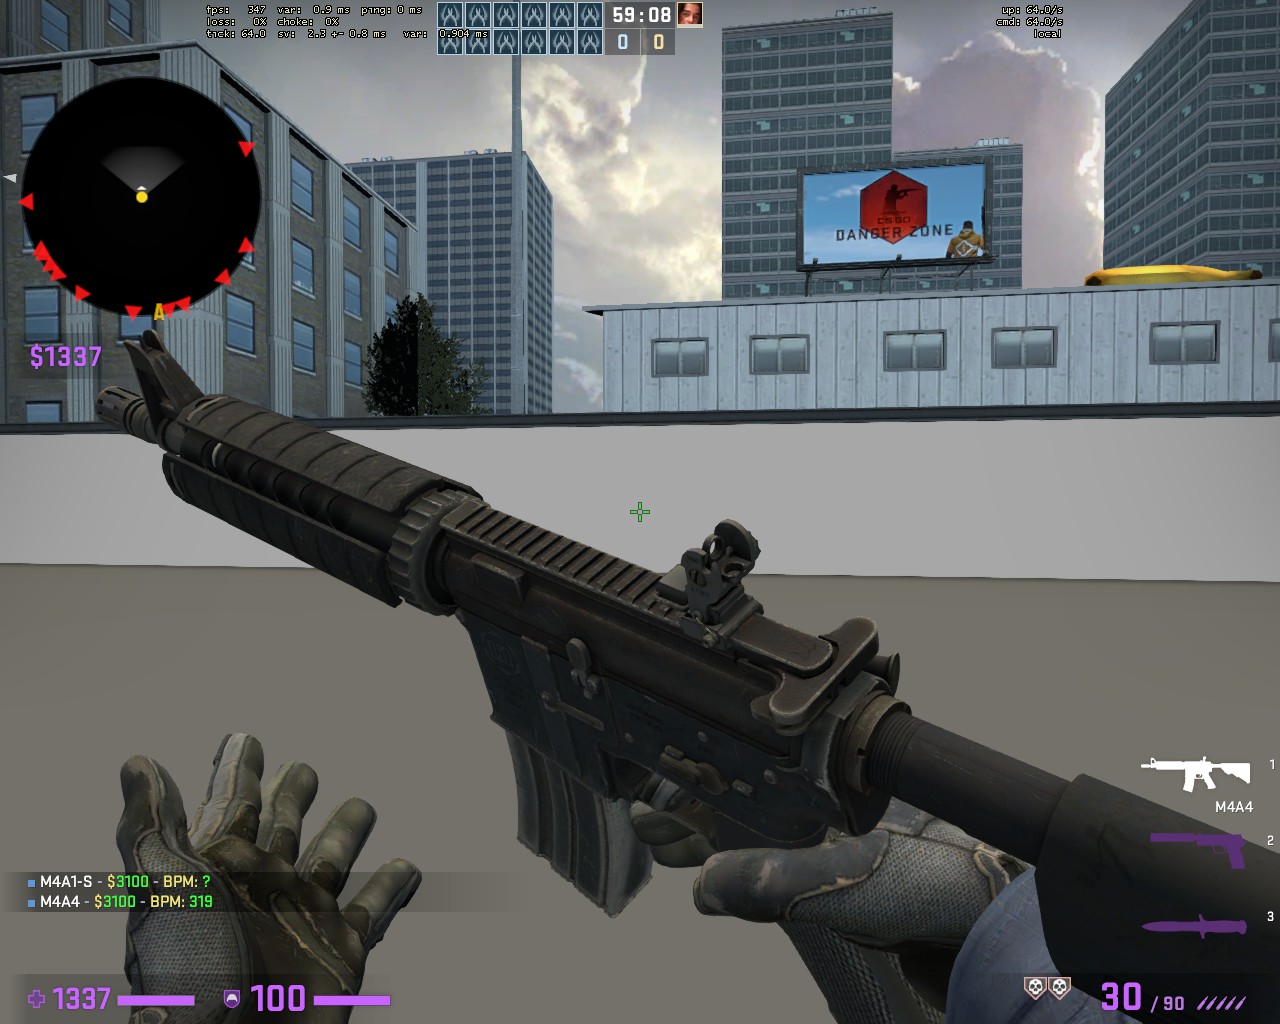 fps: 347 var: 0.9 ms ping: 0 ms
loss: 0% choke: 0%
tick: 64.0 sv: 2.3 +- 0.8 ms var: 0.904 ms
59:08
0 0
up: 64.0/s
cmd: 64.0/s
local
CS GO
DANGER ZONE
A
$1337
1
M4A4
2
3
M4A1-S - $3100 - BPM: ?
M4A4 - $3100 - BPM: 319
1337
100
30 / 90